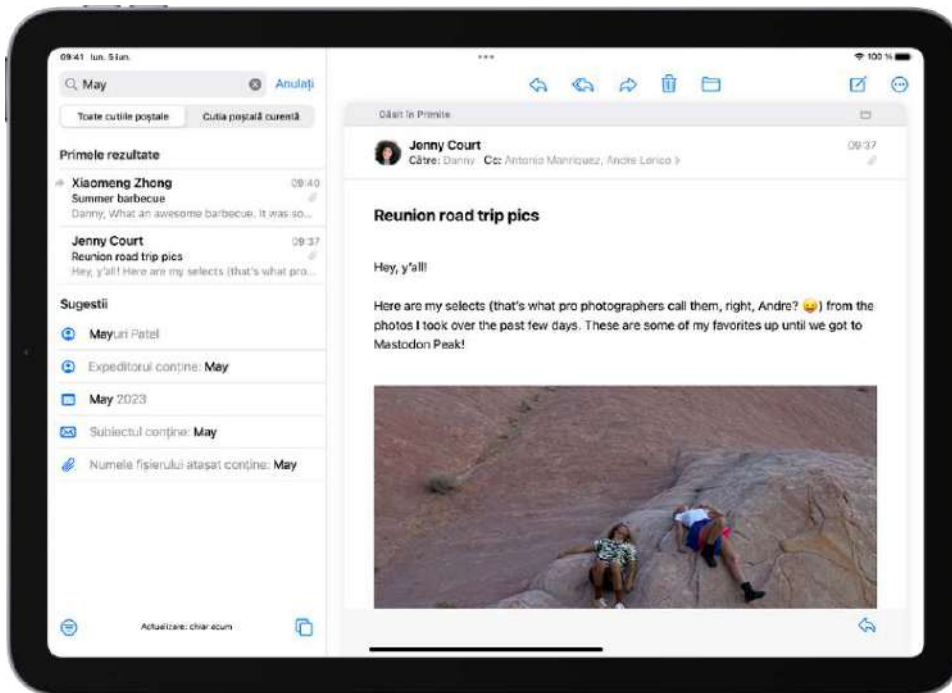 09:41 lun. 5 iun.
100 %
May
Anulați
Toate cutiile poștale
Cutia poștală curentă
Primele rezultate
Xiaomeng Zhong 09:40
Summer barbecue
Danny, What an awesome barbecue. It was so...
Jenny Court 09:37
Reunion road trip pics
Hey, y'all! Here are my selects (that's what pro...
Sugestii
Mayuri Patel
Expeditorul conține: May
May 2023
Subiectul conține: May
Numele fișierului atașat conține: May
Actualizare: chiar acum
Găsit în Primite
Jenny Court 09:37
Către: Danny Cc: Antonio Manriquez, Andre Lorico >
Reunion road trip pics
Hey, y'all!
Here are my selects (that's what pro photographers call them, right, Andre? 😀) from the
photos I took over the past few days. These are some of my favorites up until we got to
Mastodon Peak!